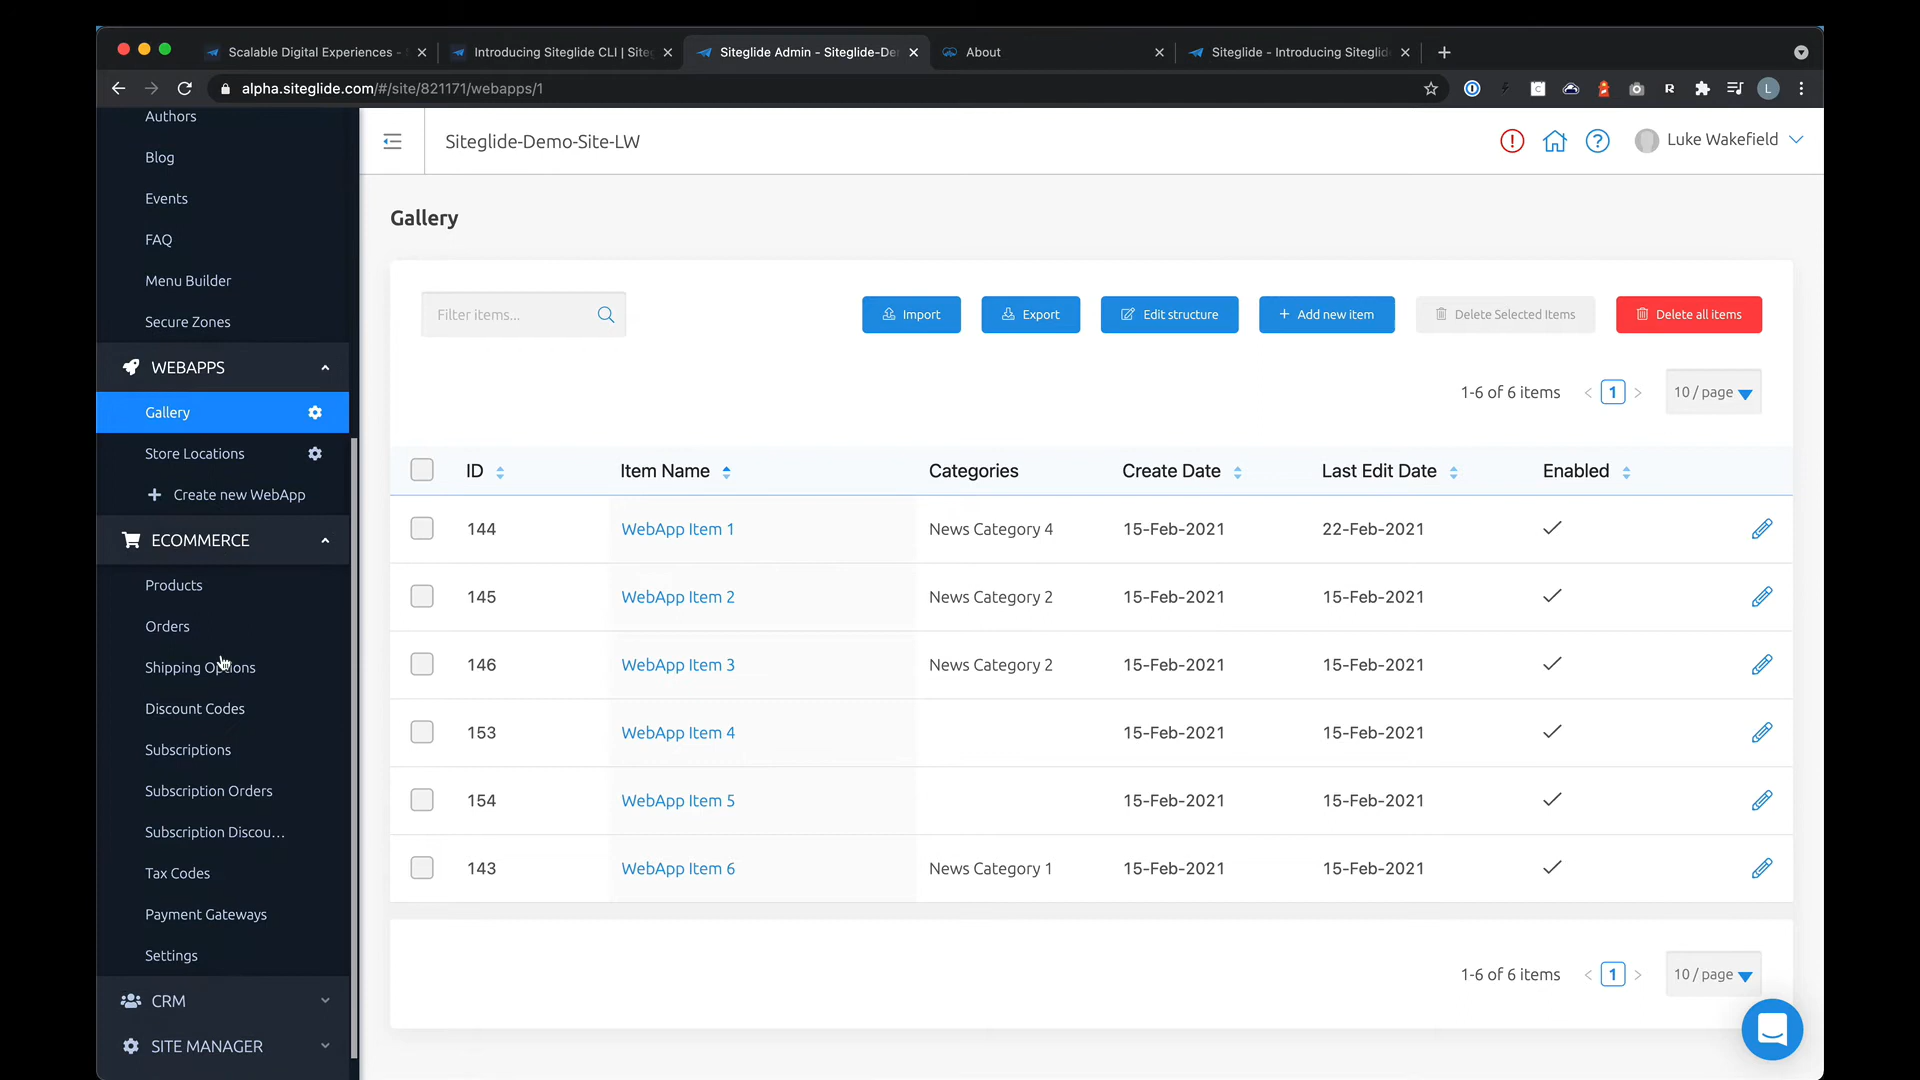 Scalable Digital Experiences -
Introducing Siteglide CLI | Siteg
Siteglide Admin - Siteglide-De
About
Siteglide - Introducing Siteglid
alpha.siteglide.com/#/site/821171/webapps/1
C
R
L
Authors
Blog
Events
FAQ
Menu Builder
Secure Zones
WEBAPPS
Gallery
Store Locations
+ Create new WebApp
ECOMMERCE
Products
Orders
Shipping Options
Discount Codes
Subscriptions
Subscription Orders
Subscription Discou...
Tax Codes
Payment Gateways
Settings
CRM
SITE MANAGER
Siteglide-Demo-Site-LW
Luke Wakefield
Gallery
Filter items...
Import
Export
Edit structure
+ Add new item
Delete Selected Items
Delete all items
1-6 of 6 items < 1 > 10 / page
ID Item Name Categories Create Date Last Edit Date Enabled
144 WebApp Item 1 News Category 4 15-Feb-2021 22-Feb-2021
145 WebApp Item 2 News Category 2 15-Feb-2021 15-Feb-2021
146 WebApp Item 3 News Category 2 15-Feb-2021 15-Feb-2021
153 WebApp Item 4 15-Feb-2021 15-Feb-2021
154 WebApp Item 5 15-Feb-2021 15-Feb-2021
143 WebApp Item 6 News Category 1 15-Feb-2021 15-Feb-2021
1-6 of 6 items < 1 > 10 / page